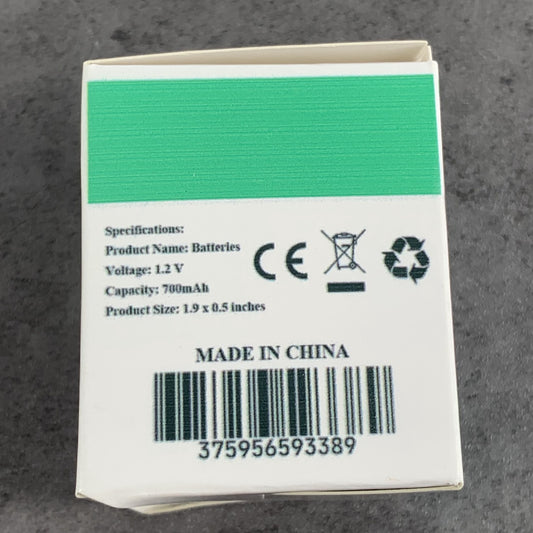 Specifications:
Product Name: Batteries
Voltage: 1.2 V
Capacity: 700mAh
Product Size: 1.9 x 0.5 inches
CE
MADE IN CHINA
375956593389